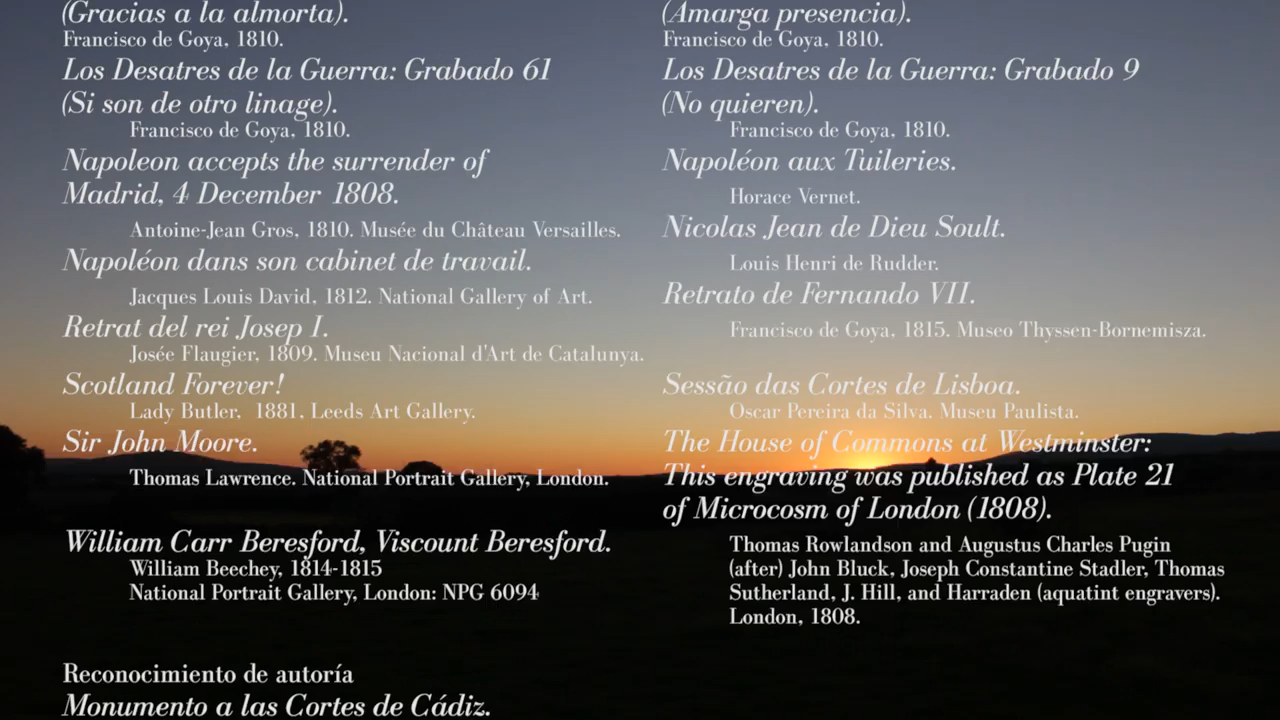 (Gracias a la almorta).
Francisco de Goya, 1810.
Los Desatres de la Guerra: Grabado 61
(Si son de otro linage).
Francisco de Goya, 1810.
Napoleon accepts the surrender of
Madrid, 4 December 1808.
Antoine-Jean Gros, 1810. Musée du Château Versailles.
Napoléon dans son cabinet de travail.
Jacques Louis David, 1812. National Gallery of Art.
Retrat del rei Josep I.
Josée Flaugier, 1809. Museu Nacional d'Art de Catalunya.
Scotland Forever!
Lady Butler, 1881. Leeds Art Gallery.
Sir John Moore.
Thomas Lawrence. National Portrait Gallery, London.
William Carr Beresford, Viscount Beresford.
William Beechey, 1814-1815
National Portrait Gallery, London: NPG 6094
Reconocimiento de autoría
Monumento a las Cortes de Cádiz.
(Amarga presencia).
Francisco de Goya, 1810.
Los Desatres de la Guerra: Grabado 9
(No quieren).
Francisco de Goya, 1810.
Napoléon aux Tuileries.
Horace Vernet.
Nicolas Jean de Dieu Soult.
Louis Henri de Rudder.
Retrato de Fernando VII.
Francisco de Goya, 1815. Museo Thyssen-Bornemisza.
Sessão das Cortes de Lisboa.
Oscar Pereira da Silva. Museu Paulista.
The House of Commons at Westminster:
This engraving was published as Plate 21
of Microcosm of London (1808).
Thomas Rowlandson and Augustus Charles Pugin
(after) John Bluck, Joseph Constantine Stadler, Thomas
Sutherland, J. Hill, and Harraden (aquatint engravers).
London, 1808.